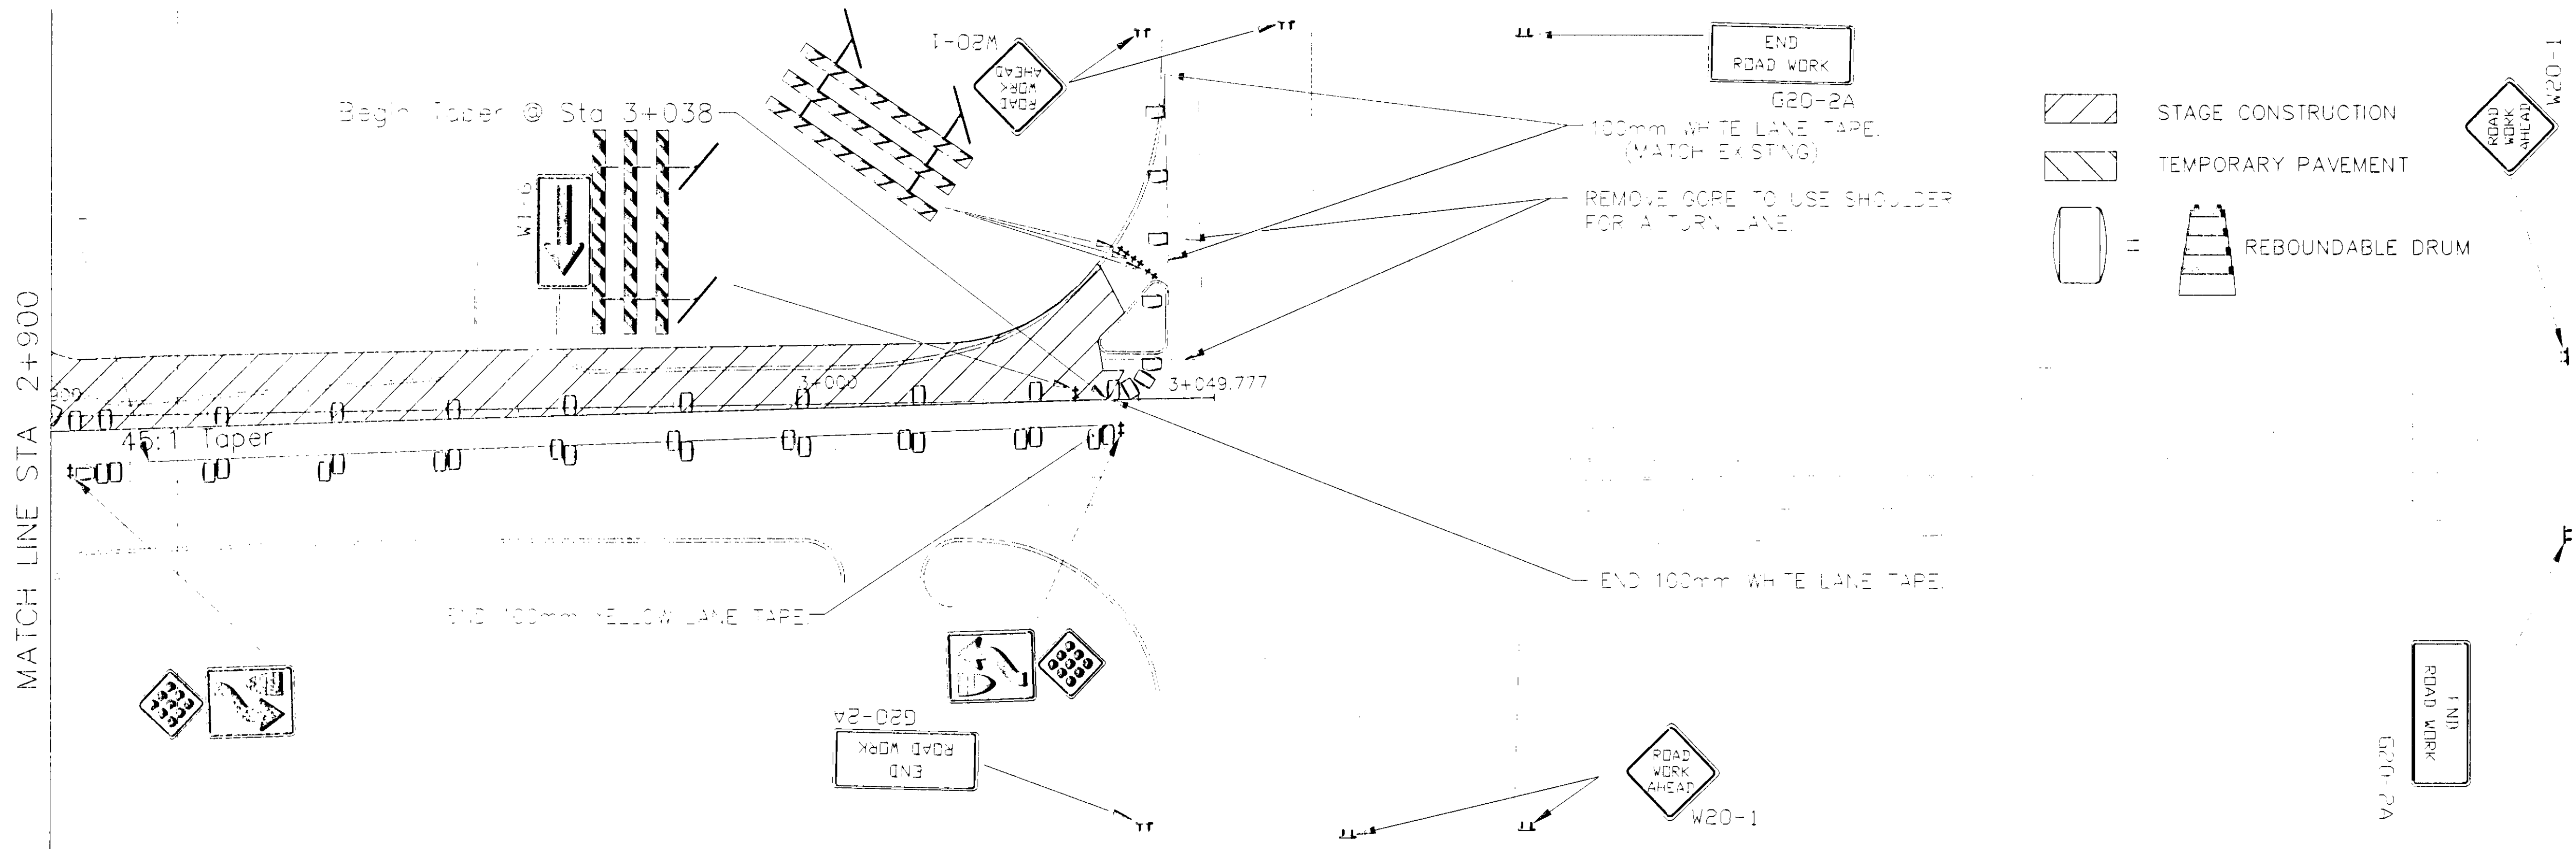 W20-1
ROAD
WORK
AHEAD
END
ROAD WORK
G20-2A
Begin Taper @ Sta 3+038
100mm WHITE LANE TAPE.
(MATCH EXISTING)
REMOVE GORE TO USE SHOULDER
FOR A TURN LANE.
W1-6
STAGE CONSTRUCTION
TEMPORARY PAVEMENT
=
REBOUNDABLE DRUM
ROAD
WORK
AHEAD
W20-1
MATCH LINE STA 2+900
3+000
3+049.777
45:1 Taper
END 100mm WHITE LANE TAPE.
END 100mm YELLOW LANE TAPE.
G20-2A
END
ROAD WORK
ROAD
WORK
AHEAD
W20-1
END
ROAD WORK
G20-2A